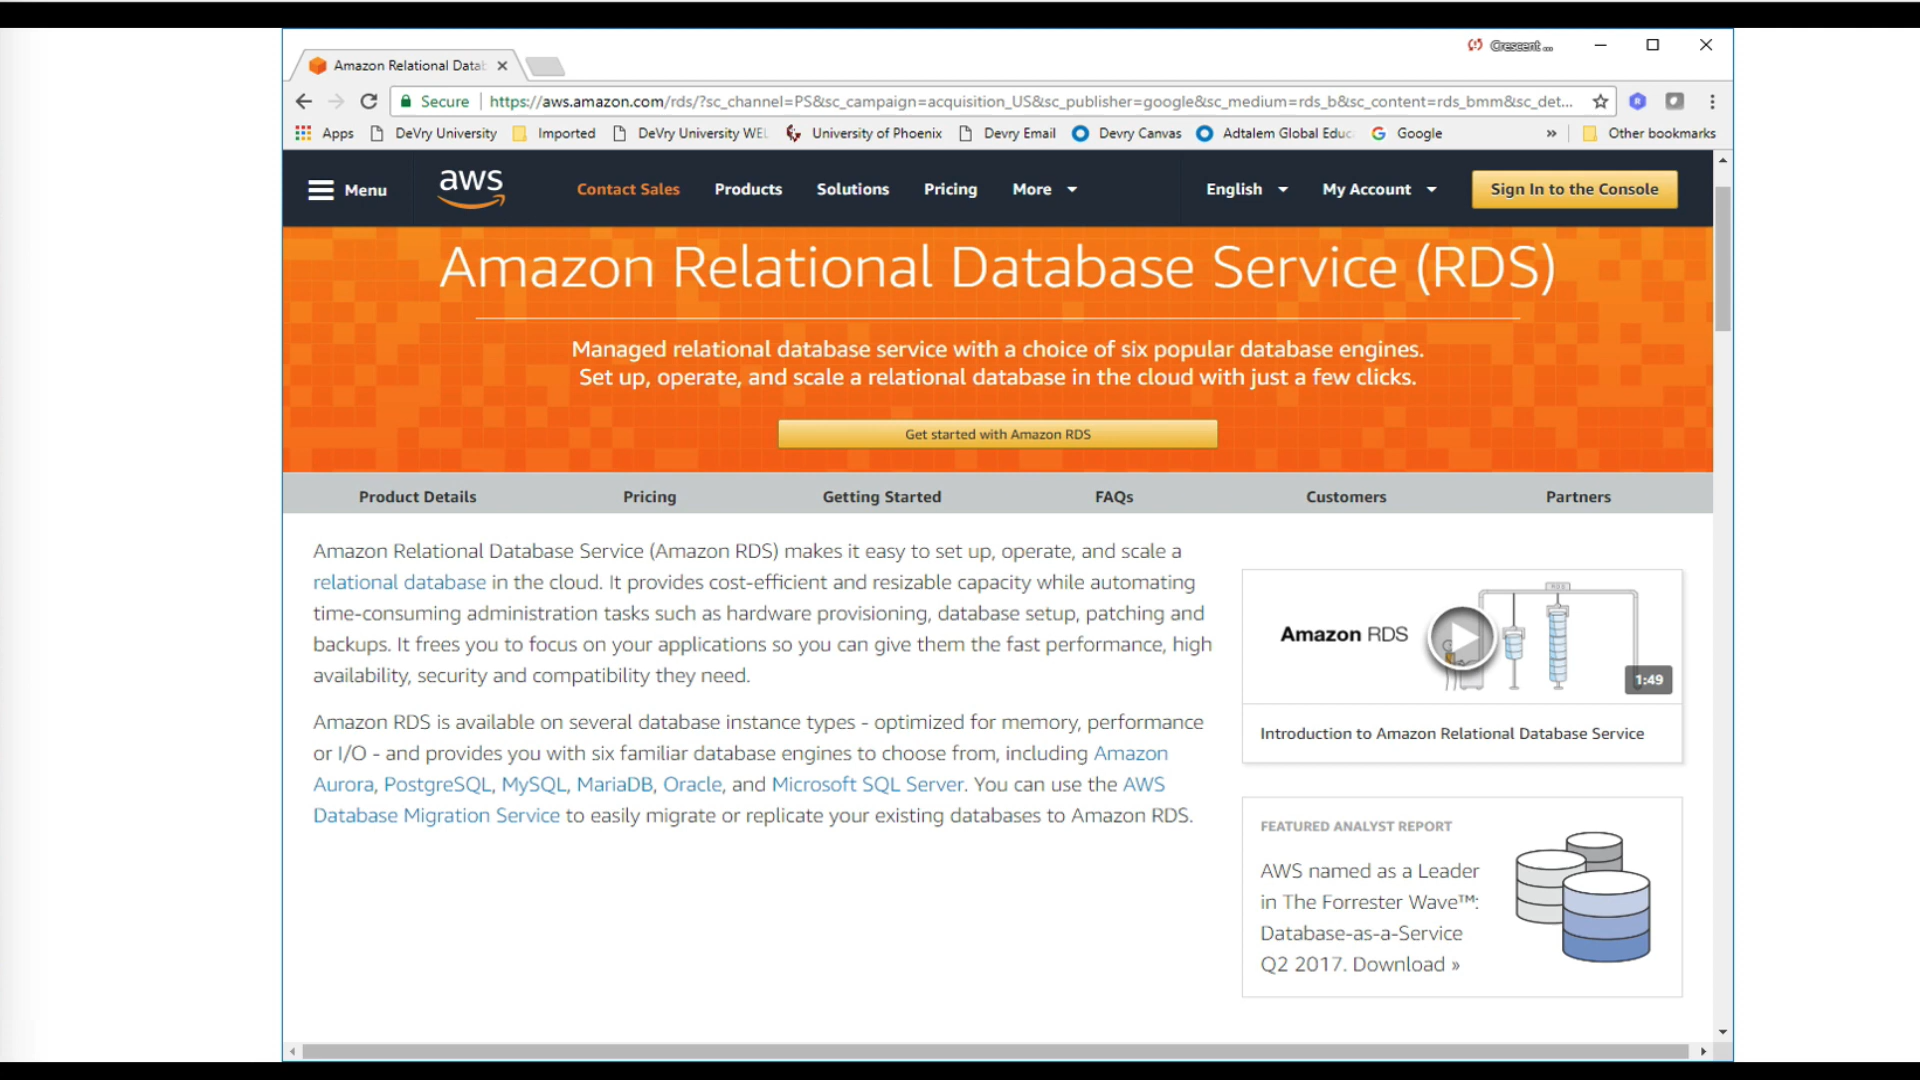 Crescent ...
Amazon Relational Datab
Secure https://aws.amazon.com/rds/?sc_channel=PS&sc_campaign=acquisition_US&sc_publisher=google&sc_medium=rds_b&sc_content=rds_bmm&sc_det...
Apps DeVry University Imported DeVry University WEL University of Phoenix Devry Email Devry Canvas Adtalem Global Educ Google » Other bookmarks
Menu aws Contact Sales Products Solutions Pricing More English My Account Sign In to the Console
Amazon Relational Database Service (RDS)
Managed relational database service with a choice of six popular database engines.
Set up, operate, and scale a relational database in the cloud with just a few clicks.
Get started with Amazon RDS
Product Details Pricing Getting Started FAQs Customers Partners
Amazon Relational Database Service (Amazon RDS) makes it easy to set up, operate, and scale a
relational database in the cloud. It provides cost-efficient and resizable capacity while automating
time-consuming administration tasks such as hardware provisioning, database setup, patching and
backups. It frees you to focus on your applications so you can give them the fast performance, high
availability, security and compatibility they need.
Amazon RDS is available on several database instance types - optimized for memory, performance
or I/O - and provides you with six familiar database engines to choose from, including Amazon
Aurora, PostgreSQL, MySQL, MariaDB, Oracle, and Microsoft SQL Server. You can use the AWS
Database Migration Service to easily migrate or replicate your existing databases to Amazon RDS.
Amazon RDS
RDS
1:49
Introduction to Amazon Relational Database Service
FEATURED ANALYST REPORT
AWS named as a Leader
in The Forrester Wave™:
Database-as-a-Service
Q2 2017. Download »